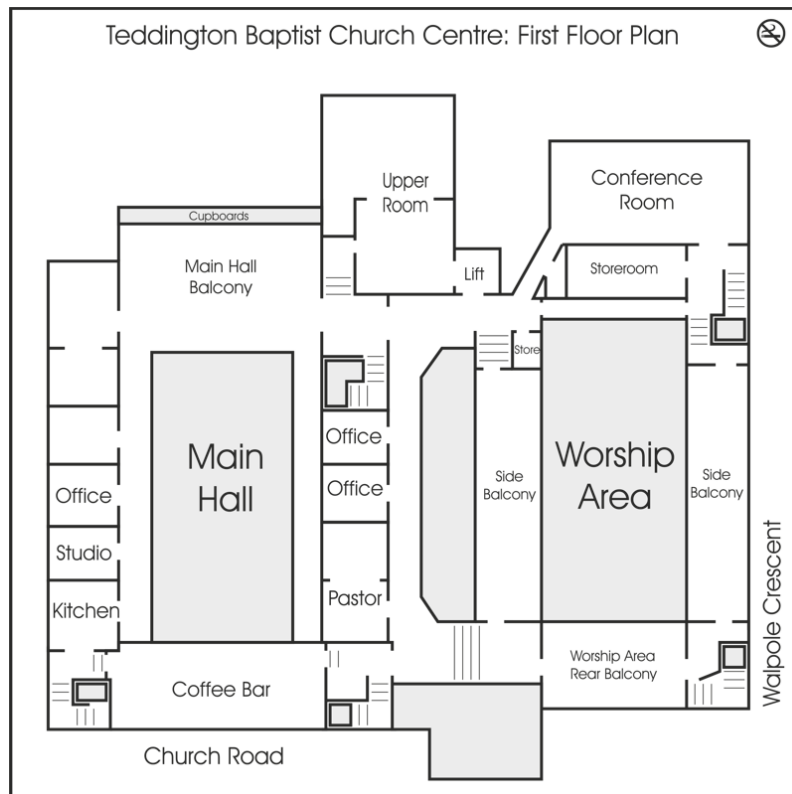 Teddington Baptist Church Centre: First Floor Plan
Upper
Room
Conference
Room
Cupboards
Main Hall
Balcony
Lift
Storeroom
Store
Office
Main
Hall
Office
Worship
Area
Side
Balcony
Side
Balcony
Office
Studio
Kitchen
Pastor
Walpole Crescent
Coffee Bar
Worship Area
Rear Balcony
Church Road